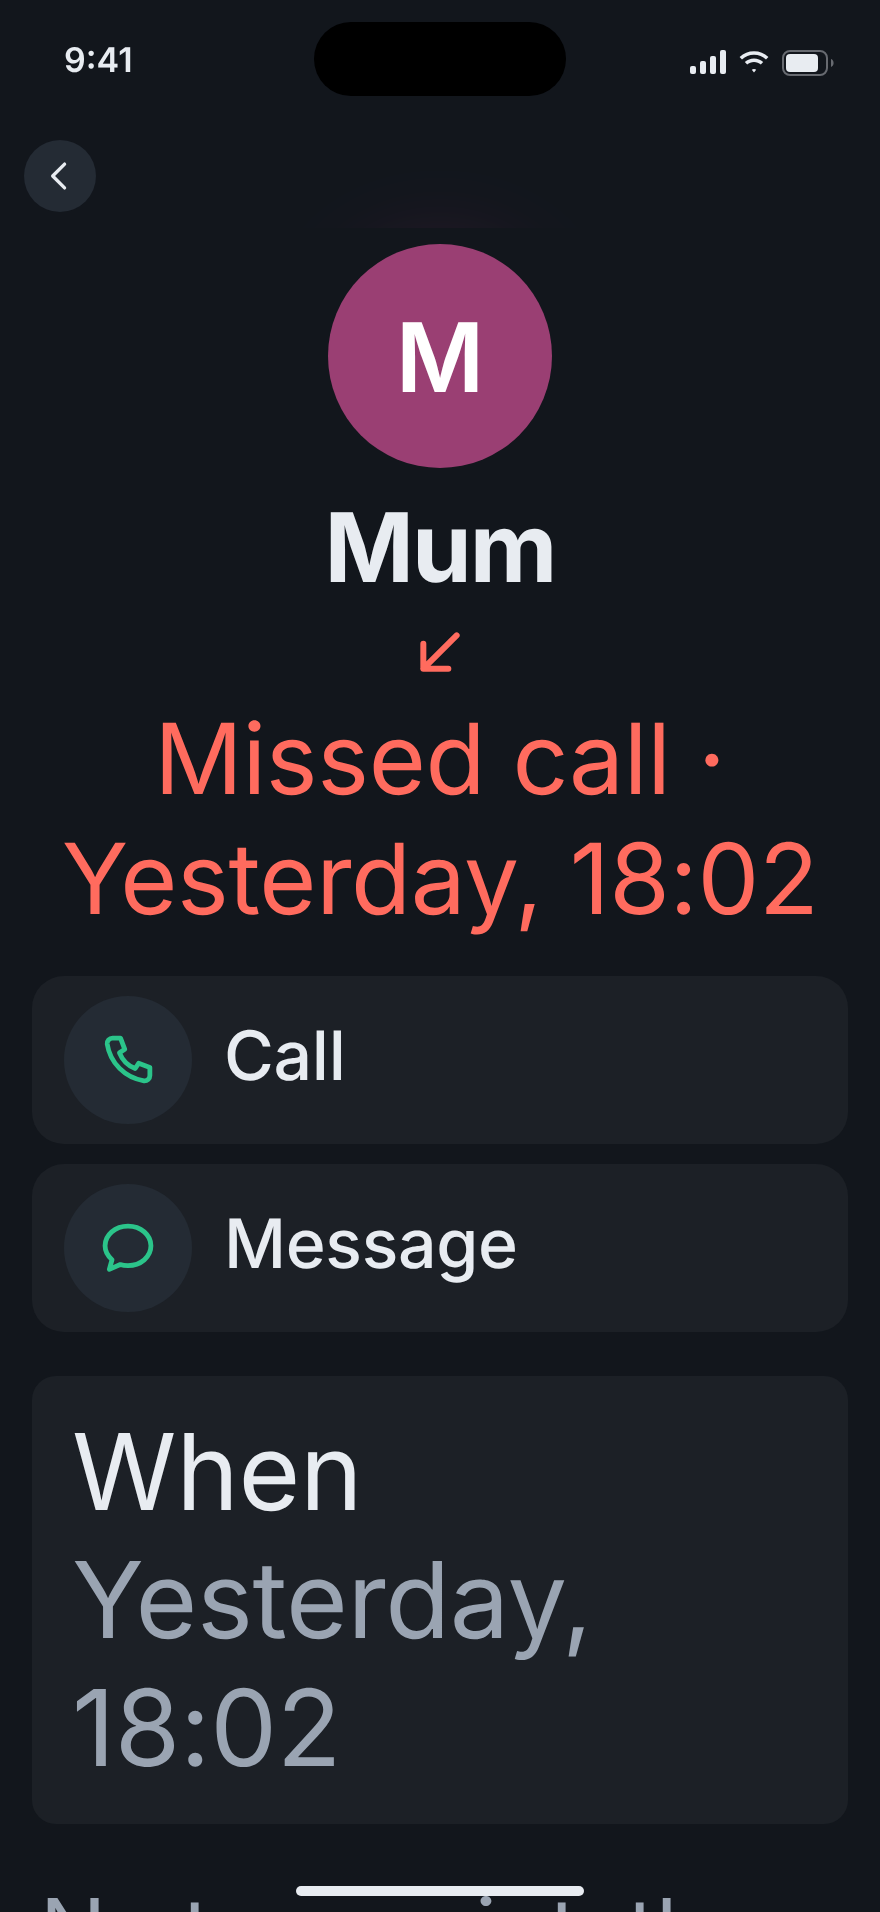 9:41
M
Mum
Missed call ·
Yesterday, 18:02
Call
Message
When
Yesterday,
18:02